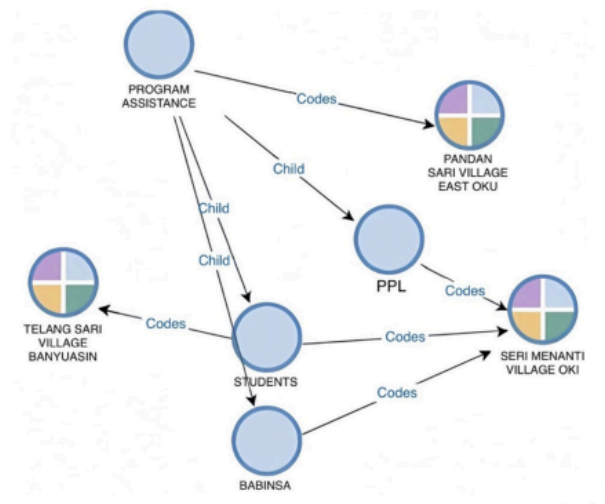 PROGRAM
ASSISTANCE
Codes
PANDAN
SARI VILLAGE
EAST OKU
Child
Child
Child
PPL
Codes
TELANG SARI
VILLAGE
BANYUASIN
Codes
STUDENTS
Codes
SERI MENANTI
VILLAGE OKI
Codes
BABINSA